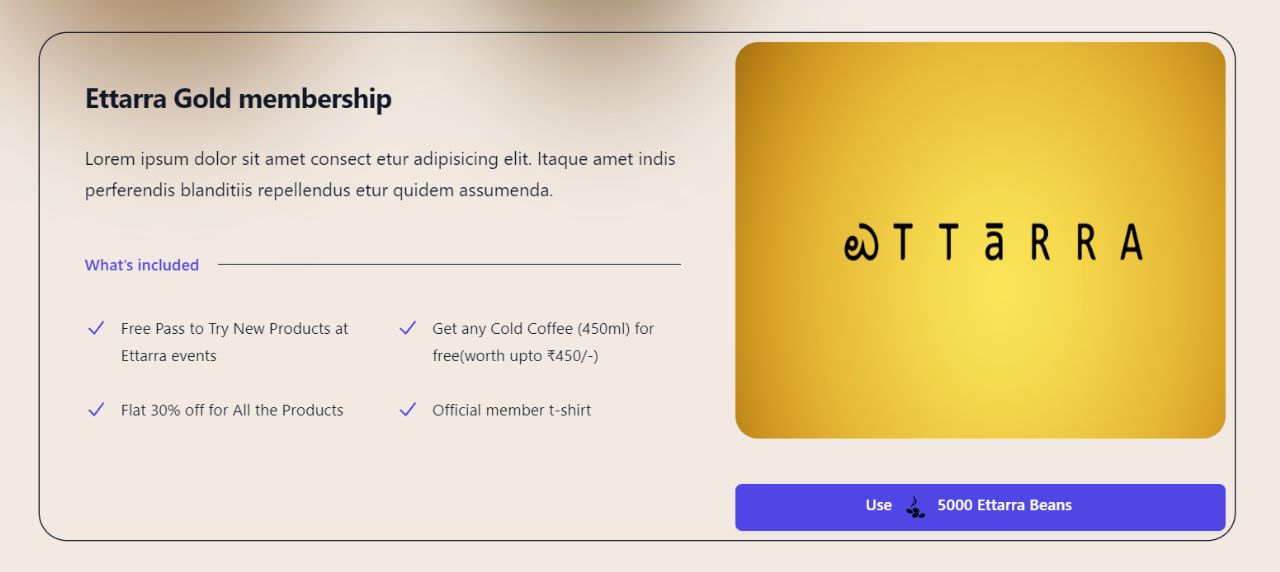 Ettarra Gold membership
Lorem ipsum dolor sit amet consect etur adipisicing elit. Itaque amet indis
perferendis blanditiis repellendus etur quidem assumenda.
What's included
Free Pass to Try New Products at
Ettarra events
Get any Cold Coffee (450ml) for
free(worth upto ₹450/-)
Flat 30% off for All the Products
Official member t-shirt
ఆTTāRRA
Use 5000 Ettarra Beans